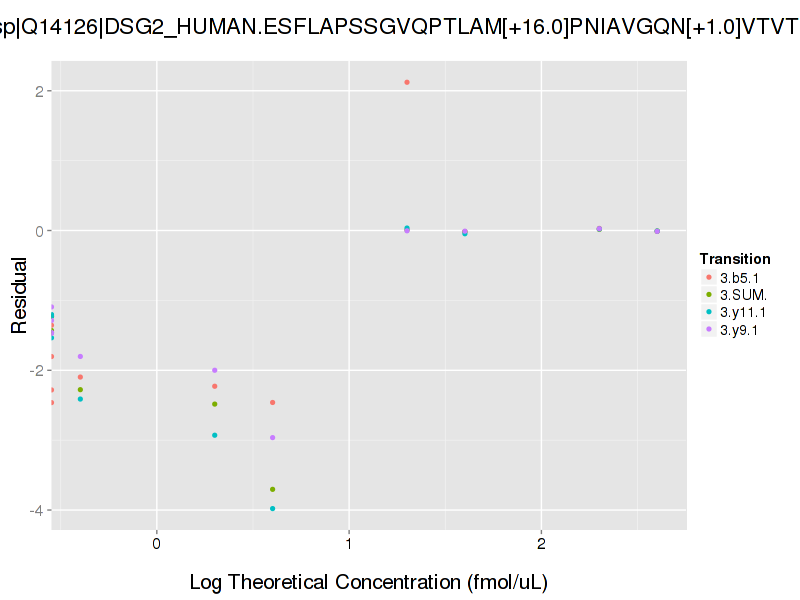 sp|Q14126|DSG2_HUMAN.ESFLAPSSGVQPTLAM[+16.0]PNIAVGQN[+1.0]VTVT
2
0
-2
-4
Residual
0
1
2
Log Theoretical Concentration (fmol/uL)
Transition
3.b5.1
3.SUM.
3.y11.1
3.y9.1